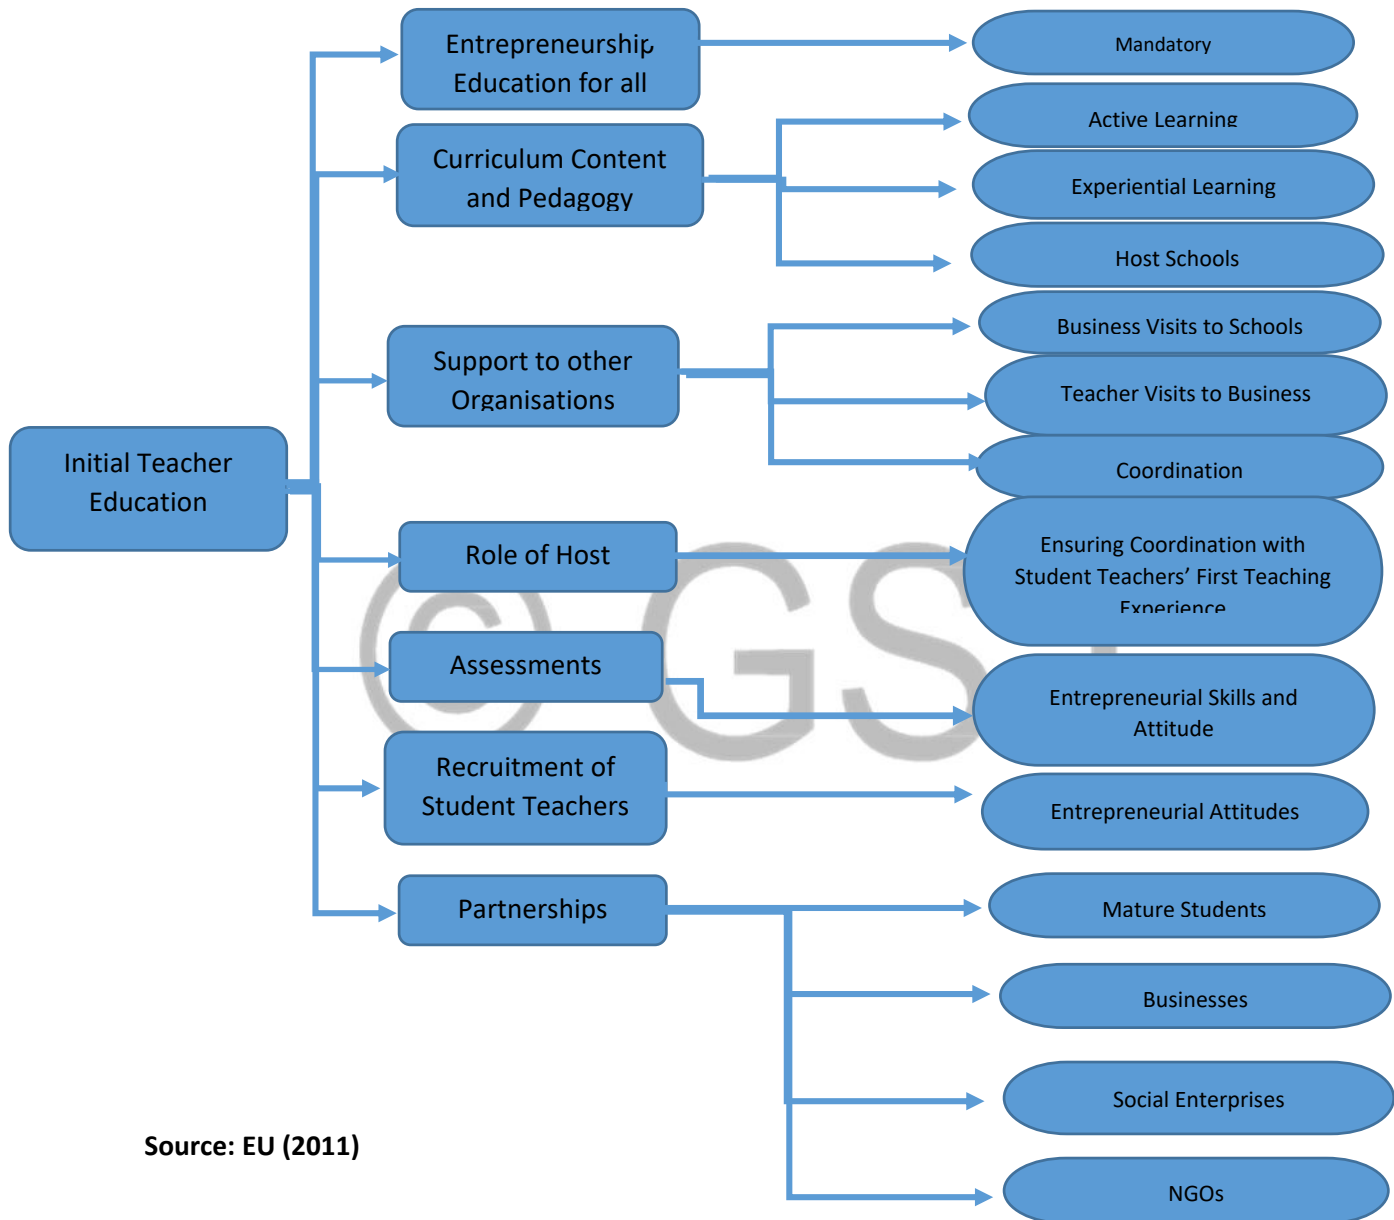 Entrepreneurship
Education for all
Mandatory
Curriculum Content
and Pedagogy
Active Learning
Experiential Learning
Host Schools
Support to other
Organisations
Business Visits to Schools
Teacher Visits to Business
Coordination
Initial Teacher
Education
Role of Host
Ensuring Coordination with
Student Teachers’ First Teaching
Experience
Assessments
Entrepreneurial Skills and
Attitude
Recruitment of
Student Teachers
Entrepreneurial Attitudes
Partnerships
Mature Students
Businesses
Social Enterprises
NGOs
Source: EU (2011)
© GS